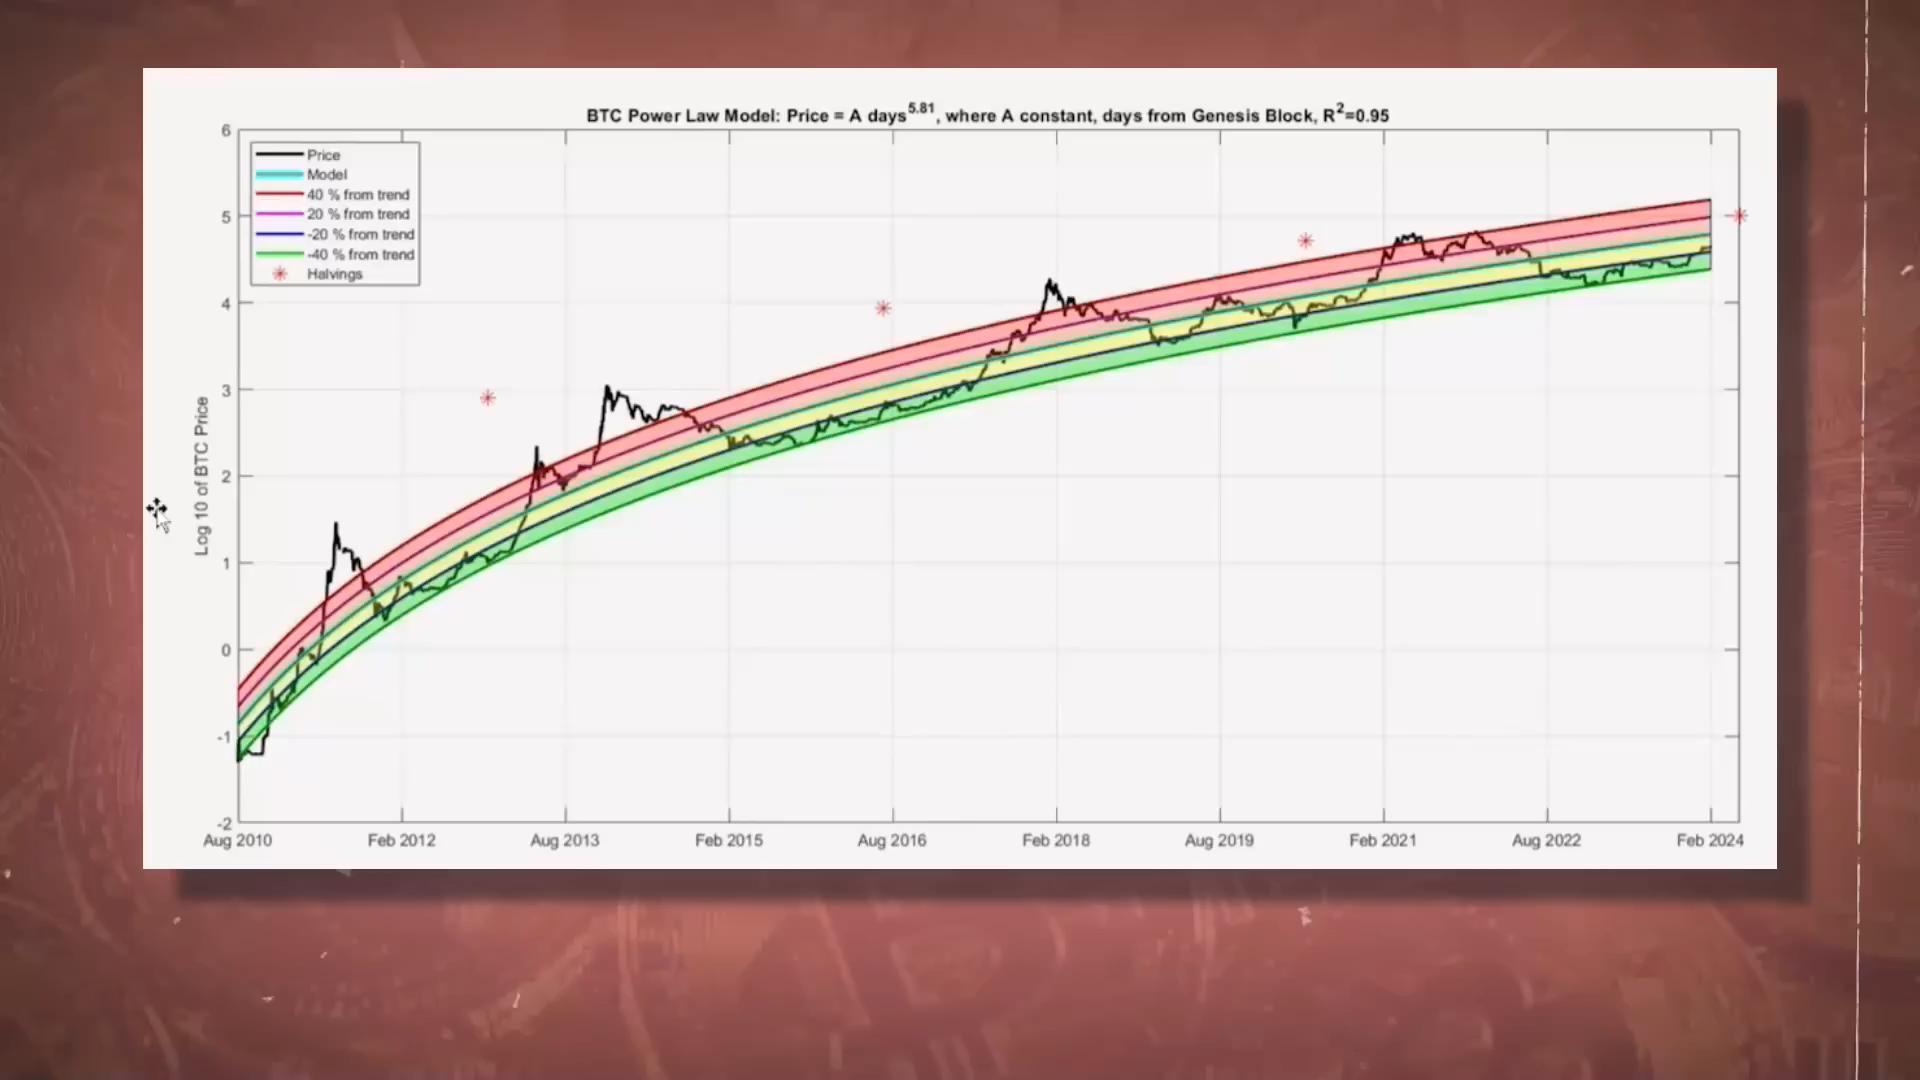 BTC Power Law Model: Price = A days^5.81, where A constant, days from Genesis Block, R^2=0.95
Price
Model
40 % from trend
20 % from trend
-20 % from trend
-40 % from trend
Halvings
Log 10 of BTC Price
6
5
4
3
2
1
0
-1
-2
Aug 2010 Feb 2012 Aug 2013 Feb 2015 Aug 2016 Feb 2018 Aug 2019 Feb 2021 Aug 2022 Feb 2024